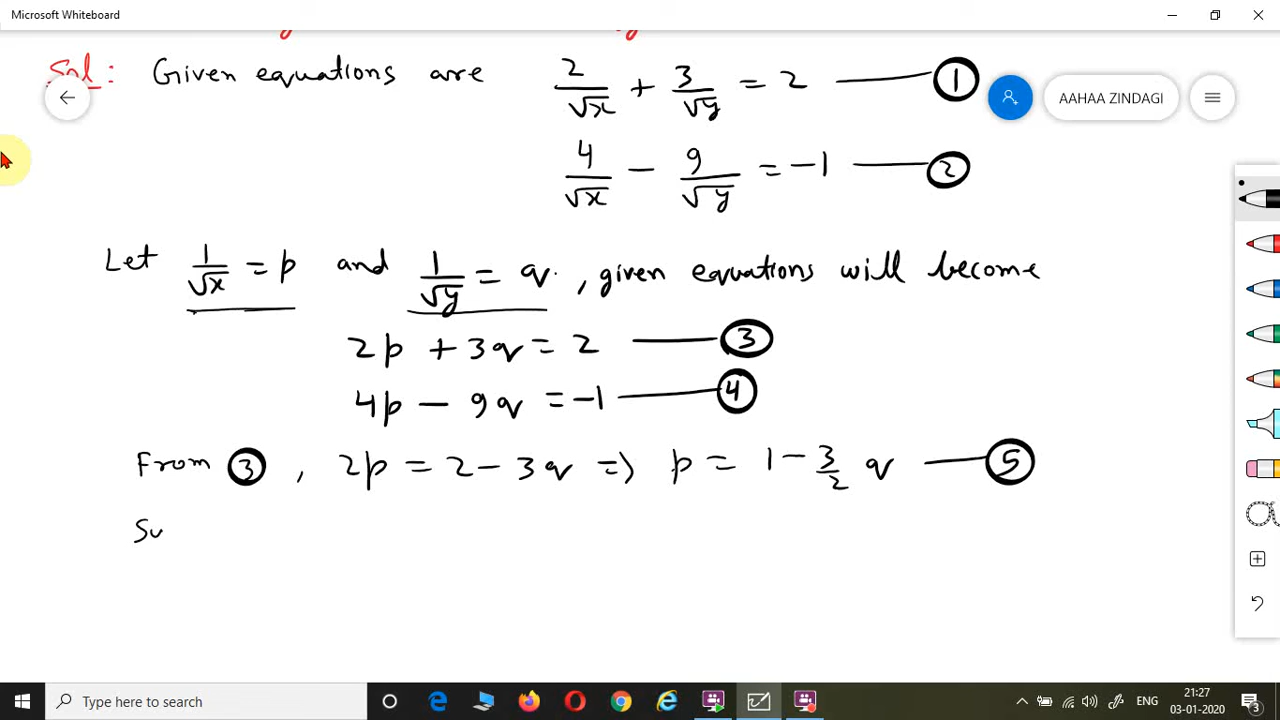 Microsoft Whiteboard
Sol: Given equations are 2/√x + 3/√y = 2 —— 1
AAHAA ZINDAGI
4/√x − 9/√y = −1 —— 2
Let 1/√x = p and 1/√y = q, given equations will become
2p + 3q = 2 —— 3
4p − 9q = −1 —— 4
From 3, 2p = 2 − 3q ⇒ p = 1 − 3/2 q —— 5
Su
Type here to search
ENG
21:27
03-01-2020
3